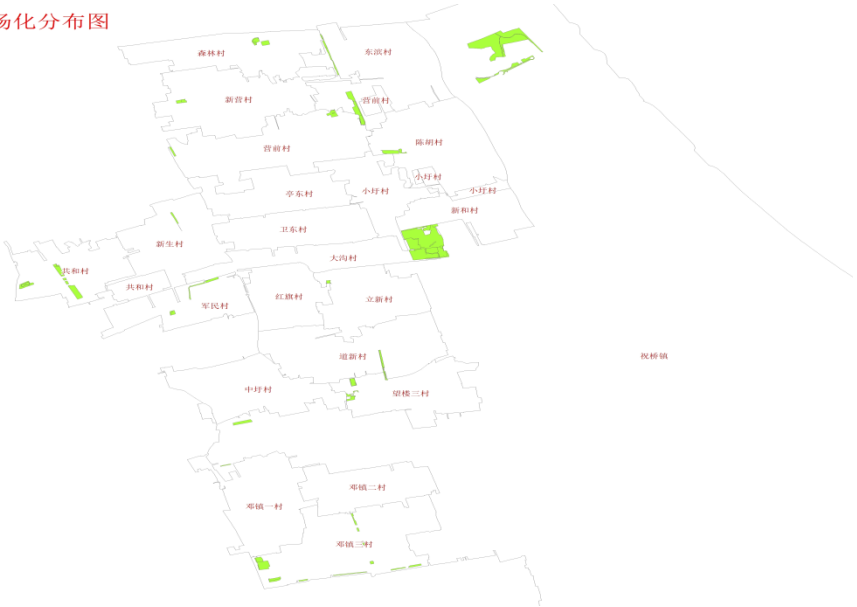 场化分布图
森林村
东滨村
新营村
营前村
营前村
陈胡村
小圩村
亭东村
小圩村
小圩村
新和村
卫东村
新生村
大沟村
共和村
共和村
红旗村
立新村
军民村
道新村
祝桥镇
中圩村
望楼三村
邓镇二村
邓镇一村
邓镇三村